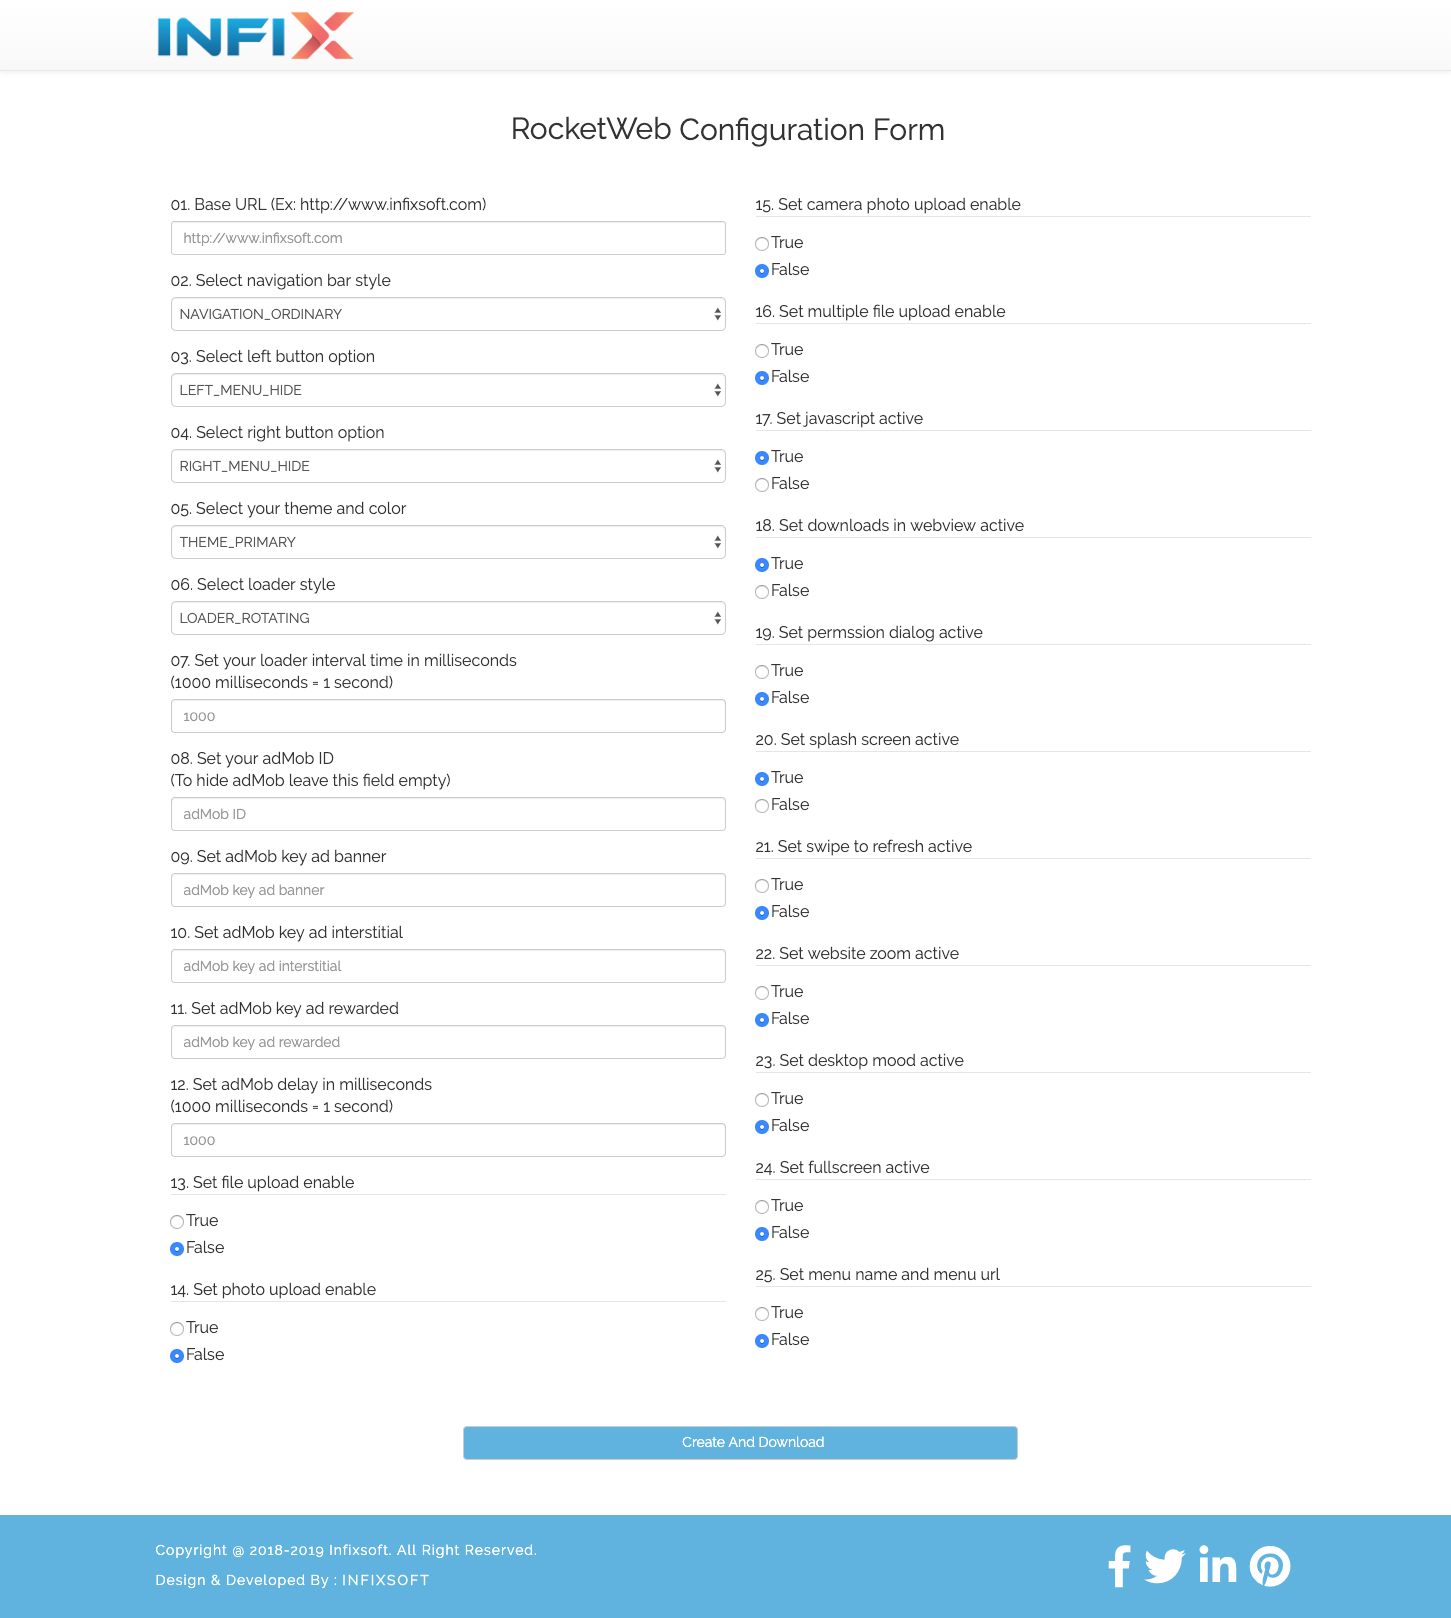 INFIX
RocketWeb Configuration Form
01. Base URL (Ex: http://www.infixsoft.com)
http://www.infixsoft.com
02. Select navigation bar style
NAVIGATION_ORDINARY
03. Select left button option
LEFT_MENU_HIDE
04. Select right button option
RIGHT_MENU_HIDE
05. Select your theme and color
THEME_PRIMARY
06. Select loader style
LOADER_ROTATING
07. Set your loader interval time in milliseconds
(1000 milliseconds = 1 second)
1000
08. Set your adMob ID
(To hide adMob leave this field empty)
adMob ID
09. Set adMob key ad banner
adMob key ad banner
10. Set adMob key ad interstitial
adMob key ad interstitial
11. Set adMob key ad rewarded
adMob key ad rewarded
12. Set adMob delay in milliseconds
(1000 milliseconds = 1 second)
1000
13. Set file upload enable
True
False
14. Set photo upload enable
True
False
15. Set camera photo upload enable
True
False
16. Set multiple file upload enable
True
False
17. Set javascript active
True
False
18. Set downloads in webview active
True
False
19. Set permssion dialog active
True
False
20. Set splash screen active
True
False
21. Set swipe to refresh active
True
False
22. Set website zoom active
True
False
23. Set desktop mood active
True
False
24. Set fullscreen active
True
False
25. Set menu name and menu url
True
False
Create And Download
Copyright @ 2018-2019 Infixsoft. All Right Reserved.
Design & Developed By : INFIXSOFT